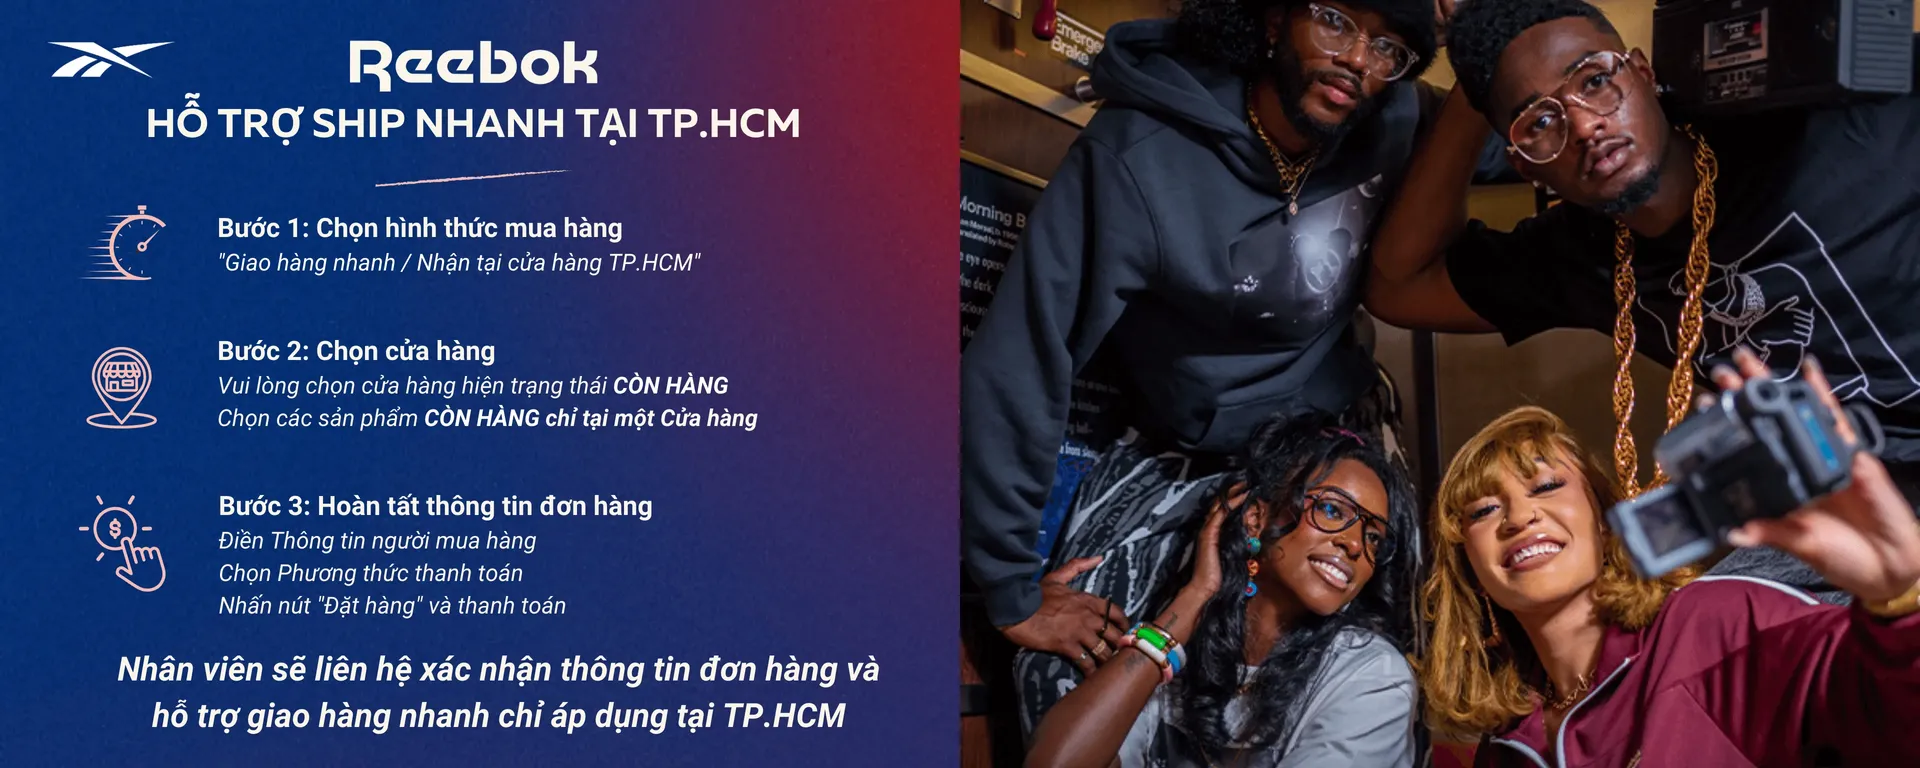 Reebok
HỖ TRỢ SHIP NHANH TẠI TP.HCM
Bước 1: Chọn hình thức mua hàng
"Giao hàng nhanh / Nhận tại cửa hàng TP.HCM"
Bước 2: Chọn cửa hàng
Vui lòng chọn cửa hàng hiện trạng thái CÒN HÀNG
Chọn các sản phẩm CÒN HÀNG chỉ tại một Cửa hàng
Bước 3: Hoàn tất thông tin đơn hàng
Điền Thông tin người mua hàng
Chọn Phương thức thanh toán
Nhấn nút "Đặt hàng" và thanh toán
Nhân viên sẽ liên hệ xác nhận thông tin đơn hàng và
hỗ trợ giao hàng nhanh chỉ áp dụng tại TP.HCM
Brake
Morning